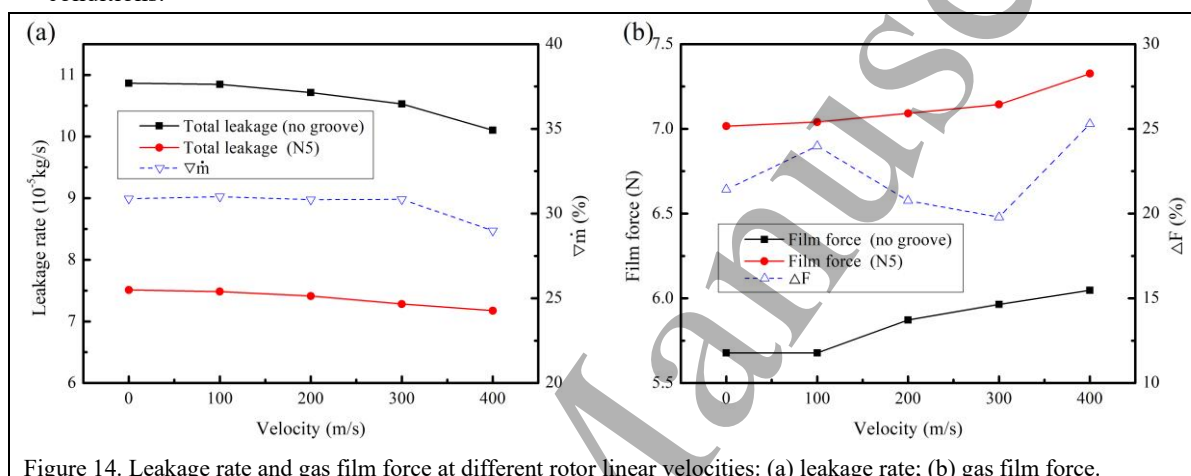 conditions.
(a)
40
11
10
9
8
7
6
35
30
25
20
Leakage rate (10⁻⁵kg/s)
▽ṁ (%)
Total leakage (no groove)
Total leakage (N5)
▽ṁ
0 100 200 300 400
Velocity (m/s)
(b)
7.5
7.0
6.5
6.0
5.5
30
25
20
15
10
Film force (N)
△F (%)
Film force (no groove)
Film force (N5)
△F
0 100 200 300 400
Velocity (m/s)
Manusc
Figure 14. Leakage rate and gas film force at different rotor linear velocities: (a) leakage rate; (b) gas film force.